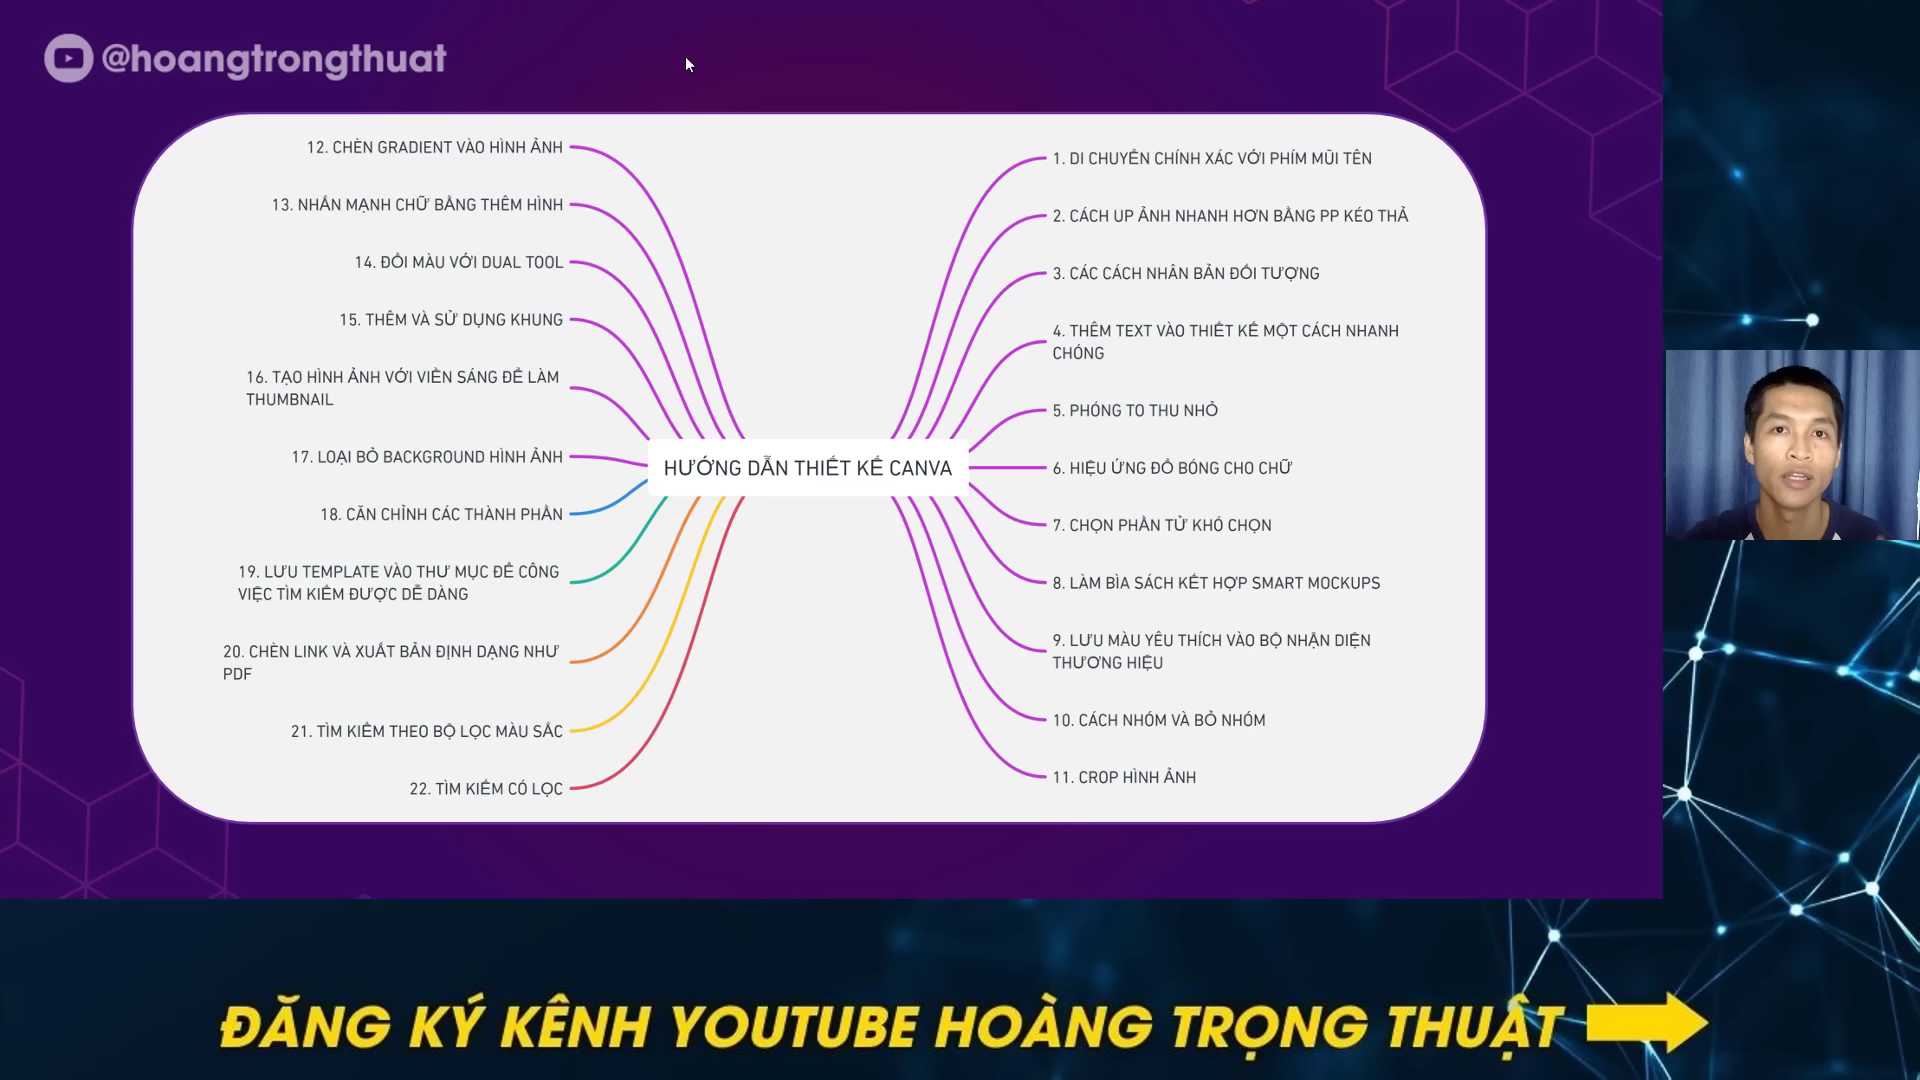 @hoangtrongthuat
12. CHÈN GRADIENT VÀO HÌNH ẢNH
13. NHẤN MẠNH CHỮ BẰNG THÊM HÌNH
14. ĐỔI MÀU VỚI DUAL TOOL
15. THÊM VÀ SỬ DỤNG KHUNG
16. TẠO HÌNH ẢNH VỚI VIỀN SÁNG ĐỂ LÀM
THUMBNAIL
17. LOẠI BỎ BACKGROUND HÌNH ẢNH
18. CĂN CHỈNH CÁC THÀNH PHẦN
19. LƯU TEMPLATE VÀO THƯ MỤC ĐỂ CÔNG
VIỆC TÌM KIẾM ĐƯỢC DỄ DÀNG
20. CHÈN LINK VÀ XUẤT BẢN ĐỊNH DẠNG NHƯ
PDF
21. TÌM KIẾM THEO BỘ LỌC MÀU SẮC
22. TÌM KIẾM CÓ LỌC
HƯỚNG DẪN THIẾT KẾ CANVA
1. DI CHUYỂN CHÍNH XÁC VỚI PHÍM MŨI TÊN
2. CÁCH UP ẢNH NHANH HƠN BẰNG PP KÉO THẢ
3. CÁC CÁCH NHÂN BẢN ĐỐI TƯỢNG
4. THÊM TEXT VÀO THIẾT KẾ MỘT CÁCH NHANH
CHÓNG
5. PHÓNG TO THU NHỎ
6. HIỆU ỨNG ĐỔ BÓNG CHO CHỮ
7. CHỌN PHẦN TỬ KHÓ CHỌN
8. LÀM BÌA SÁCH KẾT HỢP SMART MOCKUPS
9. LƯU MÀU YÊU THÍCH VÀO BỘ NHẬN DIỆN
THƯƠNG HIỆU
10. CÁCH NHÓM VÀ BỎ NHÓM
11. CROP HÌNH ẢNH
ĐĂNG KÝ KÊNH YOUTUBE HOÀNG TRỌNG THUẬT